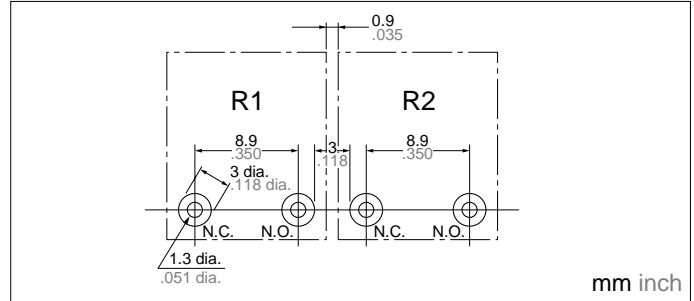 0.9
.035
R1
R2
8.9
.350
3
.118
8.9
.350
3 dia.
.118 dia.
N.C.
N.O.
N.C.
N.O.
1.3 dia.
.051 dia.
mm inch